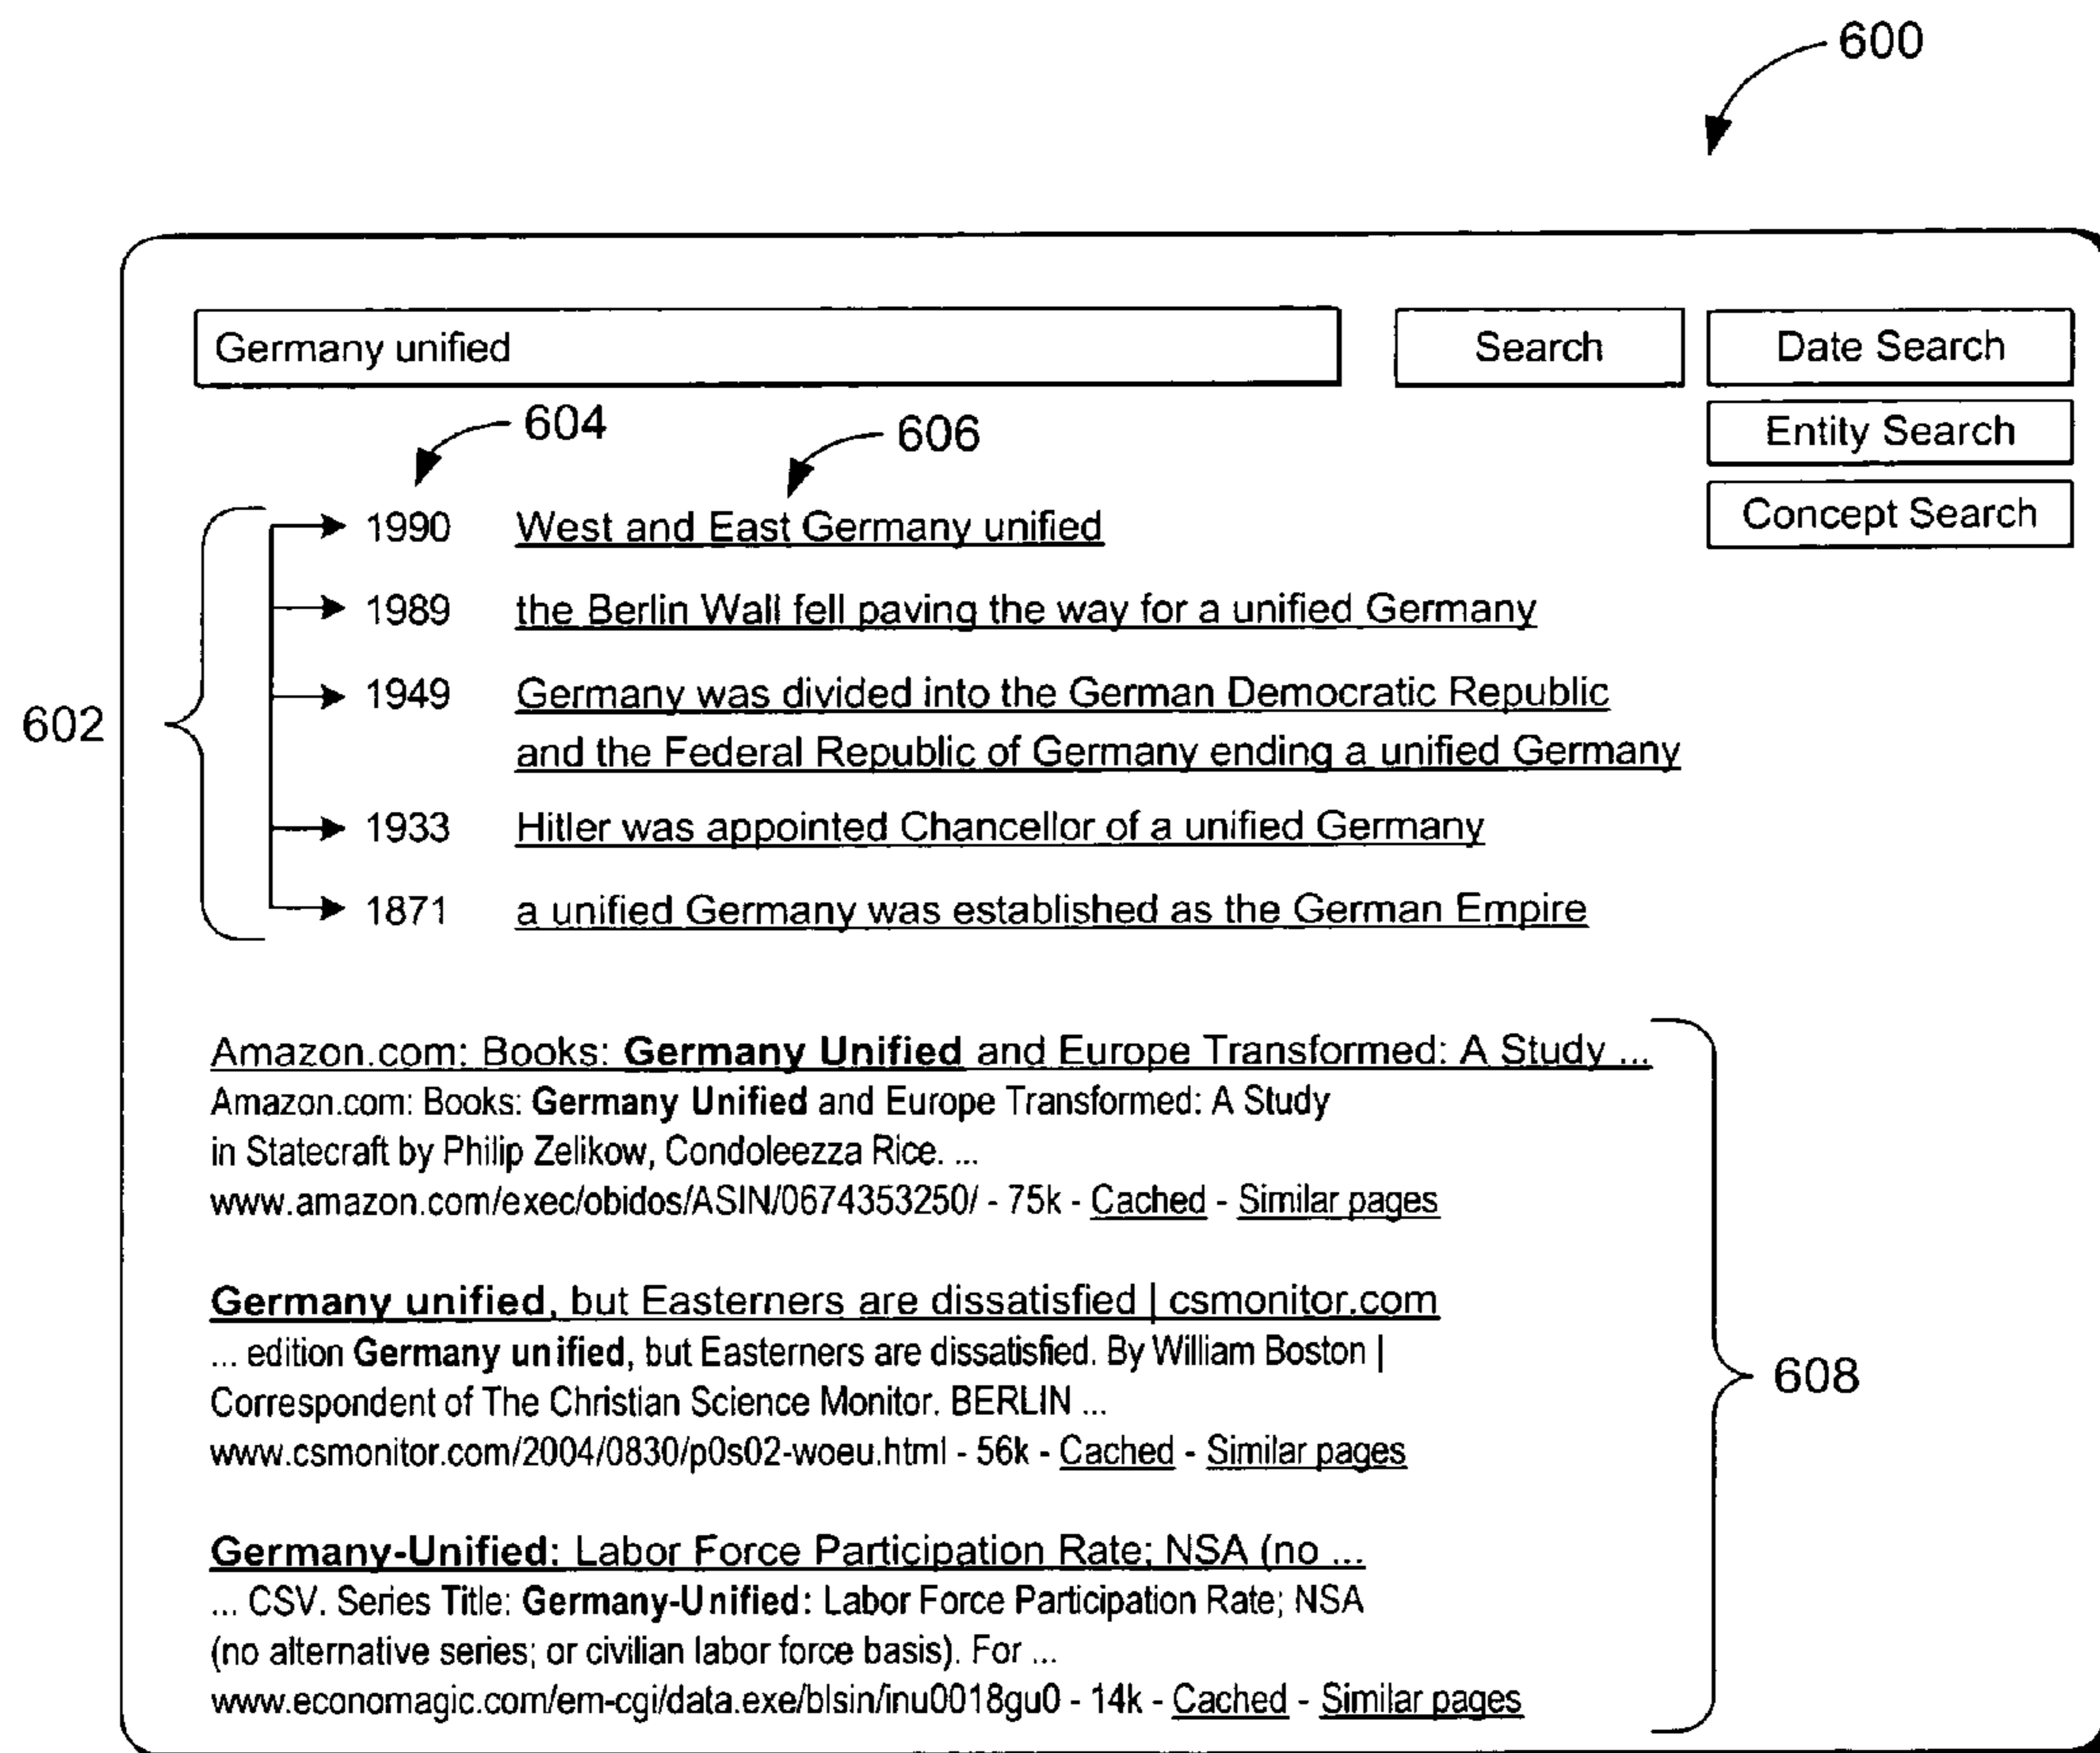 600
Germany unified
Search
Date Search
604
606
Entity Search
Concept Search
1990 West and East Germany unified
1989 the Berlin Wall fell paving the way for a unified Germany
602
1949 Germany was divided into the German Democratic Republic
and the Federal Republic of Germany ending a unified Germany
1933 Hitler was appointed Chancellor of a unified Germany
1871 a unified Germany was established as the German Empire
Amazon.com: Books: Germany Unified and Europe Transformed: A Study ...
Amazon.com: Books: Germany Unified and Europe Transformed: A Study
in Statecraft by Philip Zelikow, Condoleezza Rice. ...
www.amazon.com/exec/obidos/ASIN/0674353250/ - 75k - Cached - Similar pages
Germany unified, but Easterners are dissatisfied | csmonitor.com
... edition Germany unified, but Easterners are dissatisfied. By William Boston |
608
Correspondent of The Christian Science Monitor. BERLIN ...
www.csmonitor.com/2004/0830/p0s02-woeu.html - 56k - Cached - Similar pages
Germany-Unified: Labor Force Participation Rate; NSA (no ...
... CSV. Series Title: Germany-Unified: Labor Force Participation Rate; NSA
(no alternative series; or civilian labor force basis). For ...
www.economagic.com/em-cgi/data.exe/blsin/inu0018gu0 - 14k - Cached - Similar pages